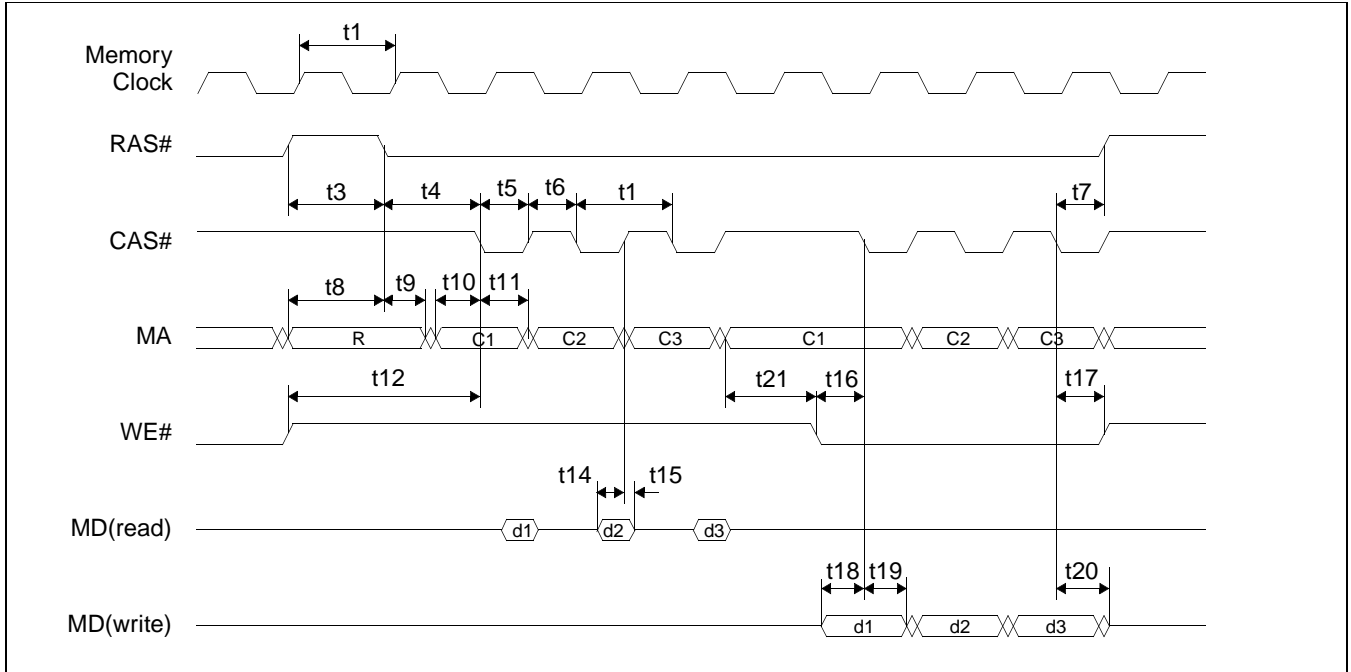 t1
Memory
Clock
RAS#
t3 t4 t5 t6 t1 t7
CAS#
t8 t9 t10 t11
MA R C1 C2 C3 C1 C2 C3
t12 t21 t16 t17
WE#
t14 t15
MD(read) d1 d2 d3
t18 t19 t20
MD(write) d1 d2 d3